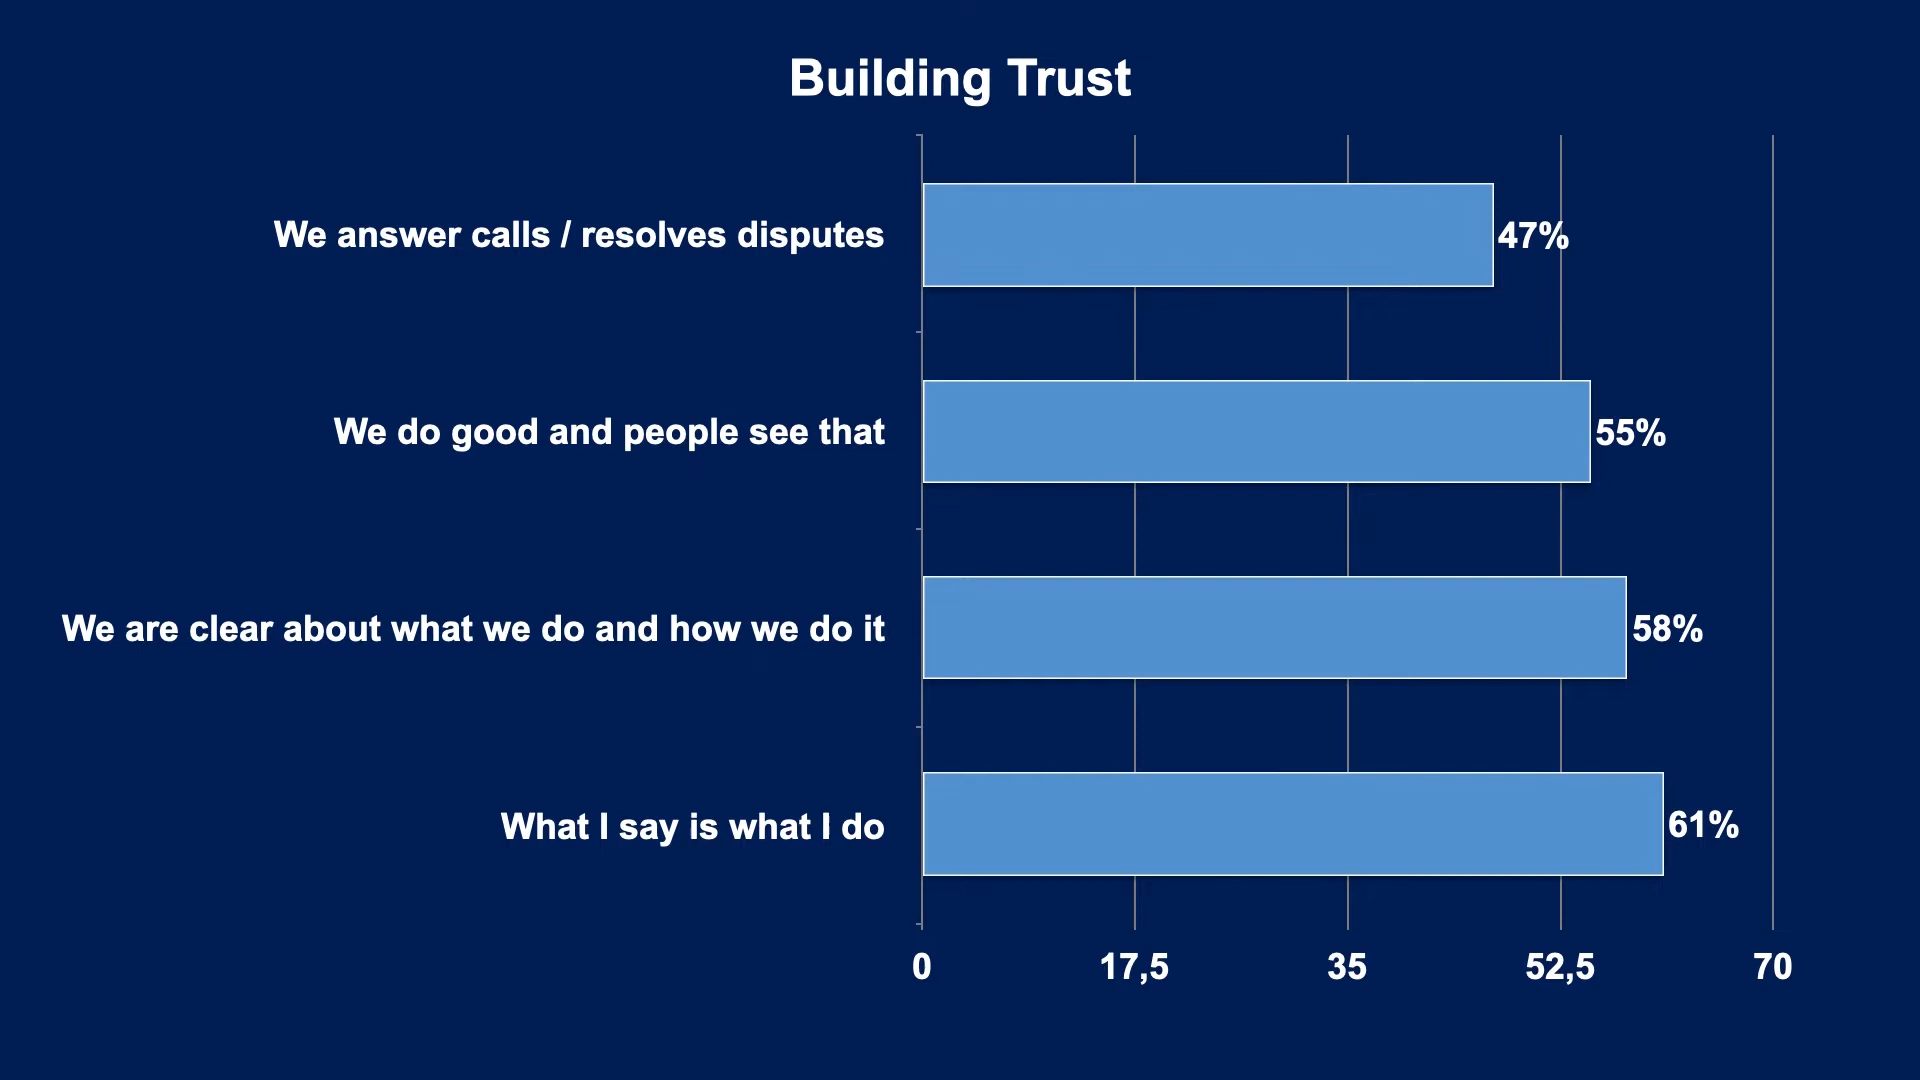 Building Trust
We answer calls / resolves disputes
47%
We do good and people see that
55%
We are clear about what we do and how we do it
58%
What I say is what I do
61%
0 17,5 35 52,5 70